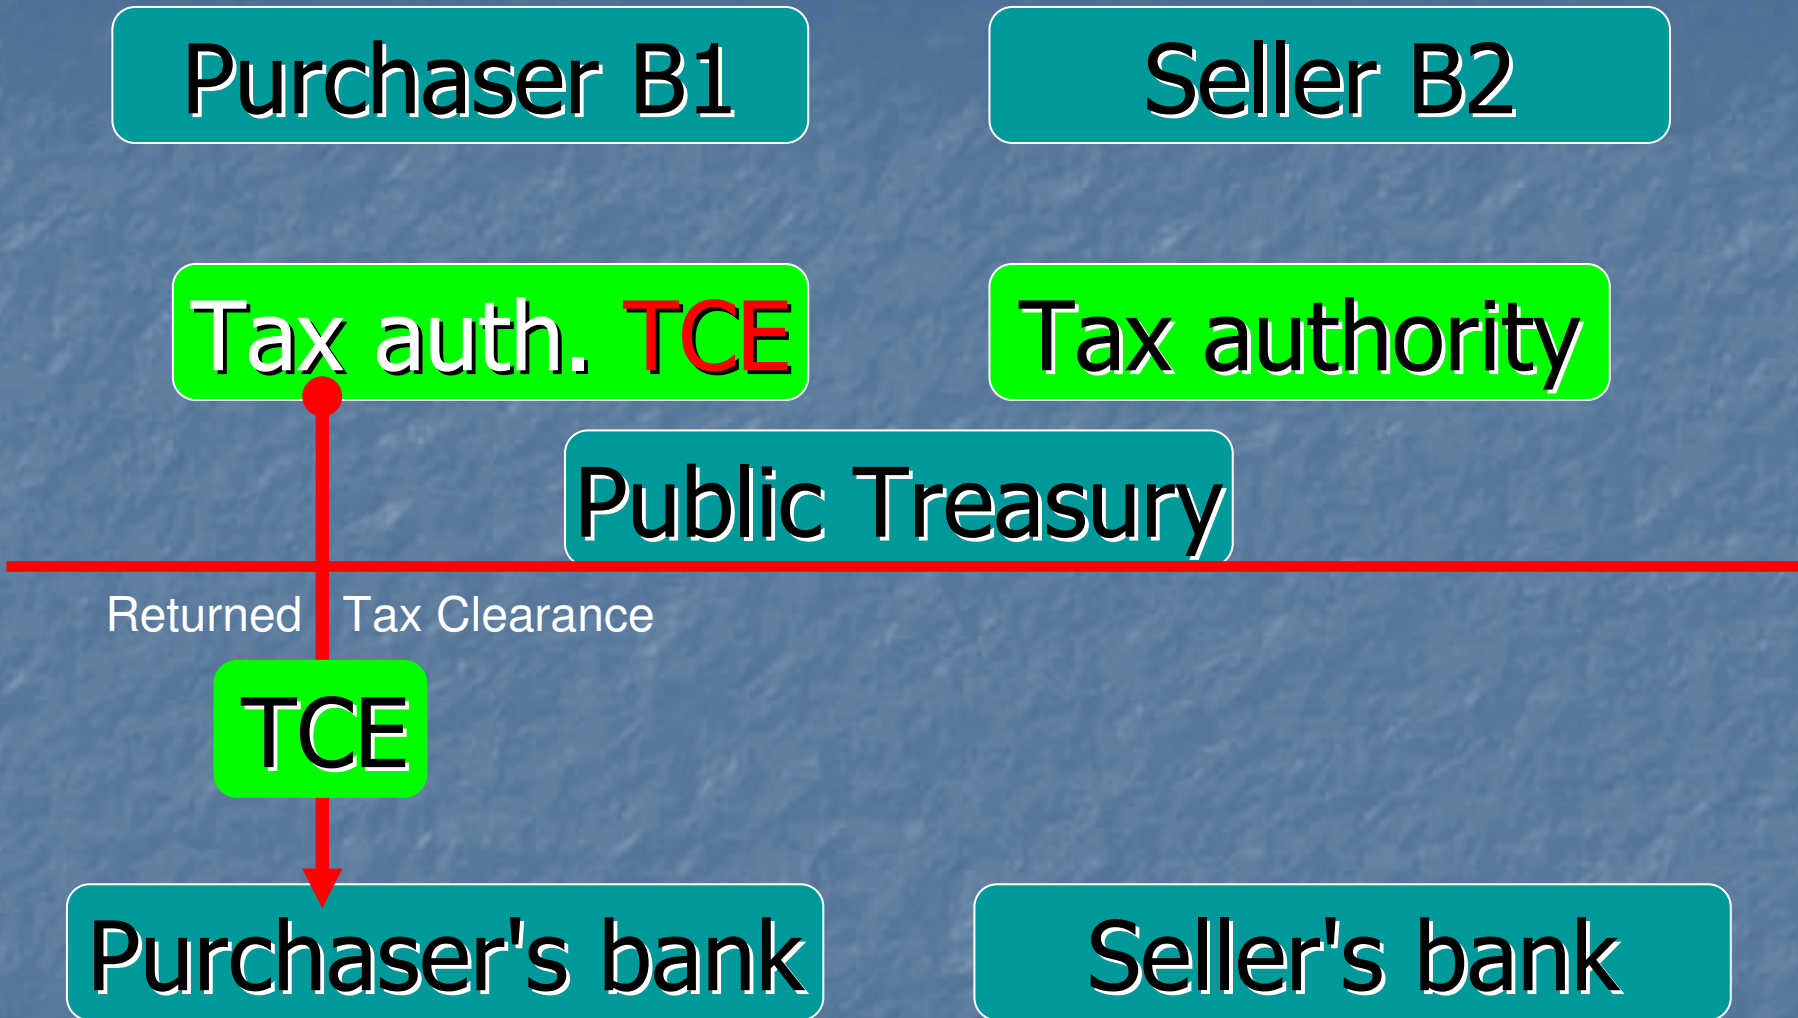 Purchaser B1
Seller B2
Tax auth. TCE
Tax authority
Public Treasury
Returned Tax Clearance
TCE
Purchaser's bank
Seller's bank